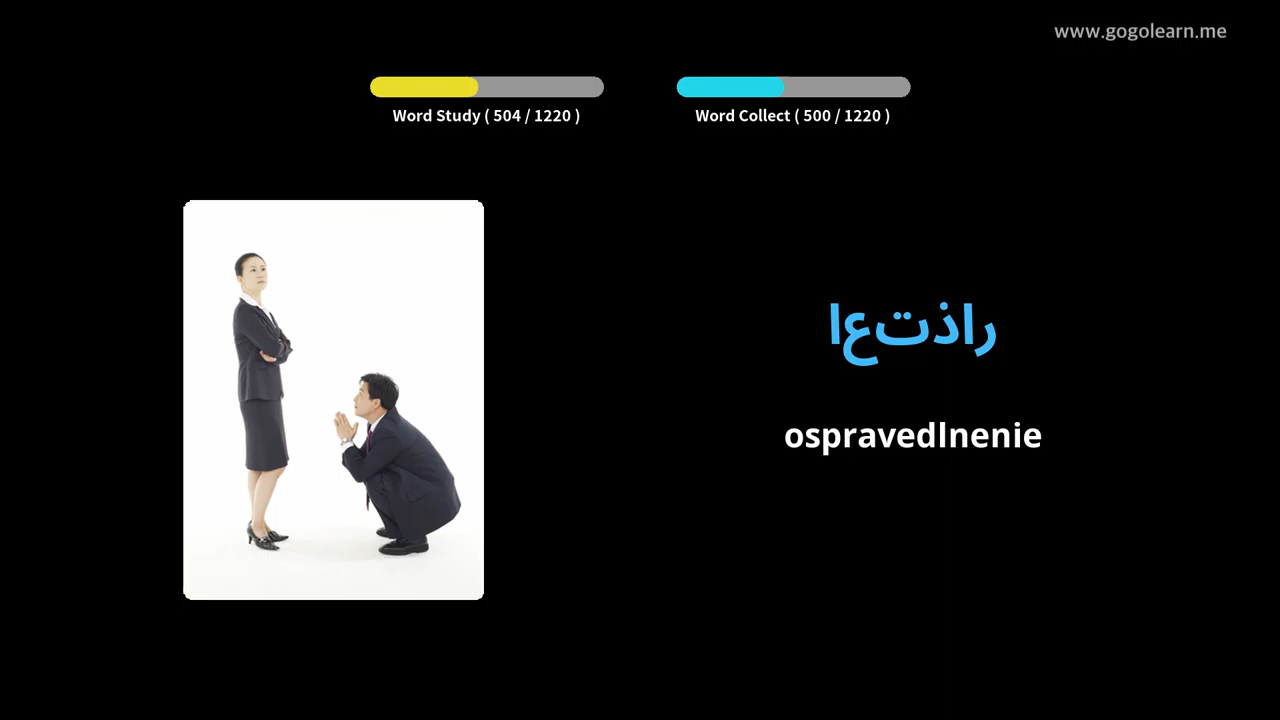 www.gogolearn.me
Word Study ( 504 / 1220 )
Word Collect ( 500 / 1220 )
اعتذار
ospravedlnenie